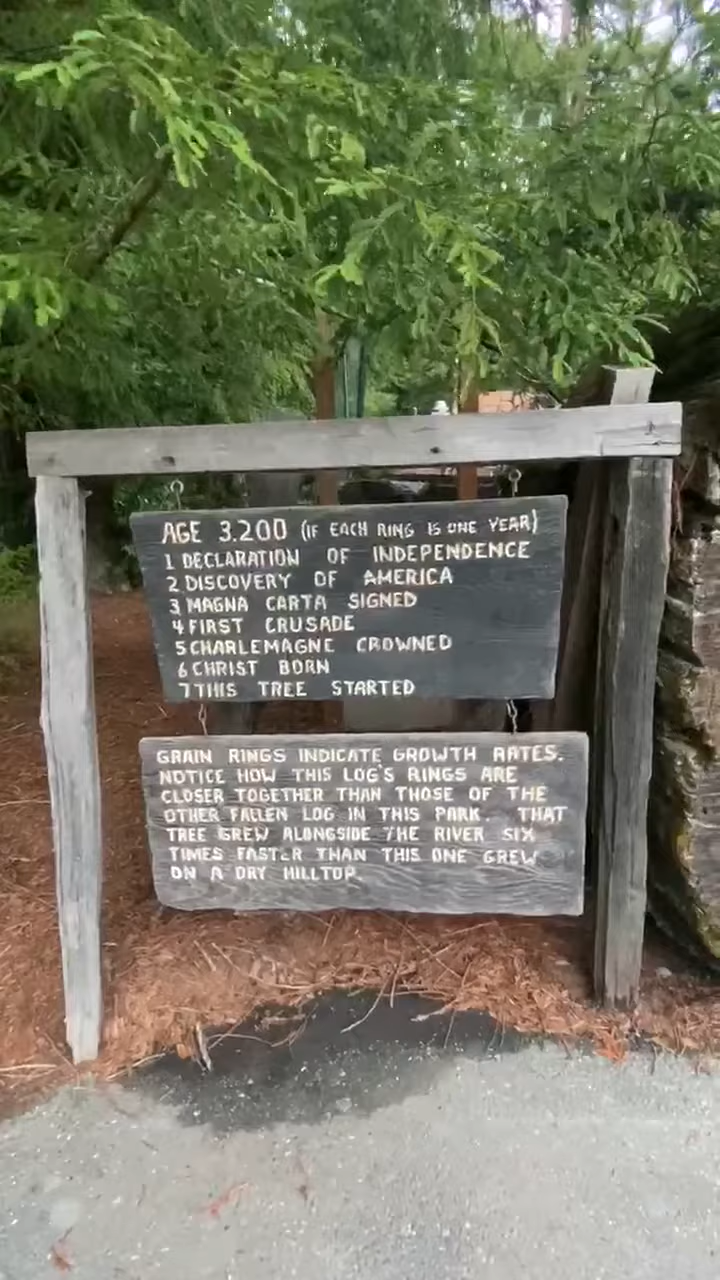 AGE 3.200 (IF EACH RING IS ONE YEAR)
1 DECLARATION OF INDEPENDENCE
2 DISCOVERY OF AMERICA
3 MAGNA CARTA SIGNED
4 FIRST CRUSADE
5 CHARLEMAGNE CROWNED
6 CHRIST BORN
7 THIS TREE STARTED
GRAIN RINGS INDICATE GROWTH RATES.
NOTICE HOW THIS LOG'S RINGS ARE
CLOSER TOGETHER THAN THOSE OF THE
OTHER FALLEN LOG IN THIS PARK. THAT
TREE GREW ALONGSIDE THE RIVER SIX
TIMES FASTER THAN THIS ONE GREW
ON A DRY HILLTOP.